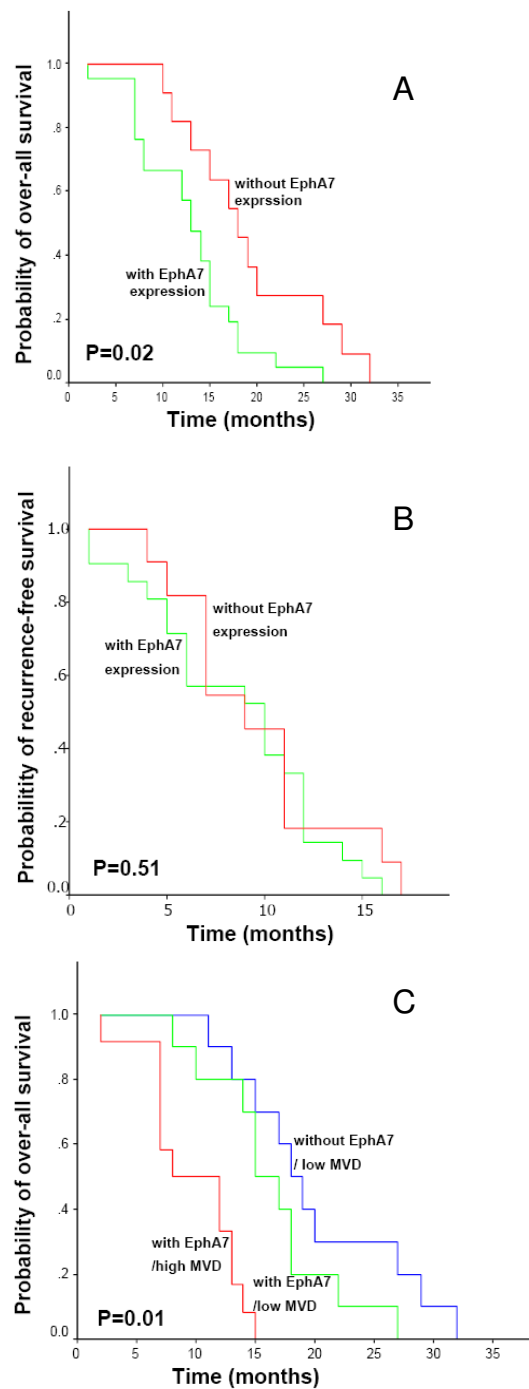 A
Probability of over-all survival
1.0
.8
.6
.4
.2
0.0
without EphA7
exprssion
with EphA7
expression
P=0.02
0 5 10 15 20 25 30 35
Time (months)
B
Probabilitity of recurrence-free survival
1.0
.8
.6
.4
.2
0.0
without EphA7
expression
with EphA7
expression
P=0.51
0 5 10 15
Time (months)
C
Probability of over-all survival
1.0
.8
.6
.4
.2
0.0
without EphA7
/ low MVD
with EphA7
/high MVD
with EphA7
/low MVD
P=0.01
0 5 10 15 20 25 30 35
Time (months)